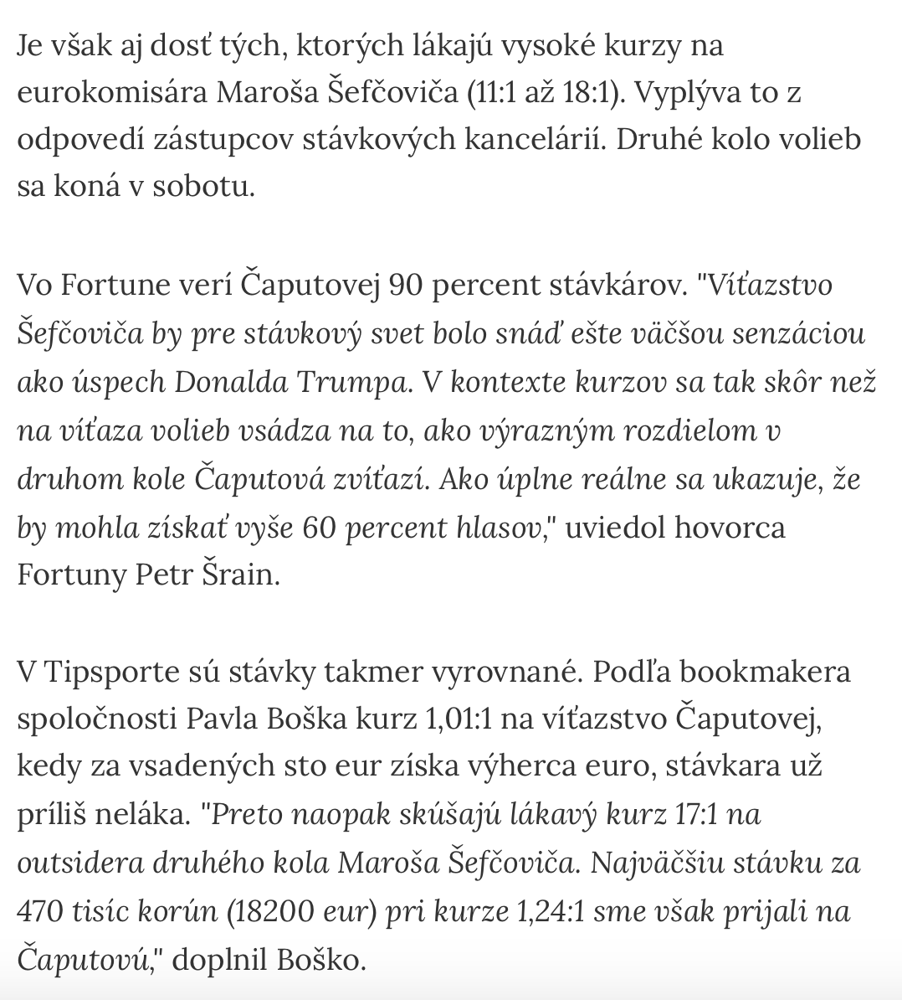 Je však aj dosť tých, ktorých lákajú vysoké kurzy na
eurokomisára Maroša Šefčoviča (11:1 až 18:1). Vyplýva to z
odpovedí zástupcov stávkových kancelárií. Druhé kolo volieb
sa koná v sobotu.
Vo Fortune verí Čaputovej 90 percent stávkárov. "Víťazstvo
Šefčoviča by pre stávkový svet bolo snáď ešte väčšou senzáciou
ako úspech Donalda Trumpa. V kontexte kurzov sa tak skôr než
na víťaza volieb vsádza na to, ako výrazným rozdielom v
druhom kole Čaputová zvíťazí. Ako úplne reálne sa ukazuje, že
by mohla získať vyše 60 percent hlasov," uviedol hovorca
Fortuny Petr Šrain.
V Tipsporte sú stávky takmer vyrovnané. Podľa bookmakera
spoločnosti Pavla Boška kurz 1,01:1 na víťazstvo Čaputovej,
kedy za vsadených sto eur získa výherca euro, stávkara už
príliš neláka. "Preto naopak skúšajú lákavý kurz 17:1 na
outsidera druhého kola Maroša Šefčoviča. Najväčšiu stávku za
470 tisíc korún (18200 eur) pri kurze 1,24:1 sme však prijali na
Čaputovú," doplnil Boško.